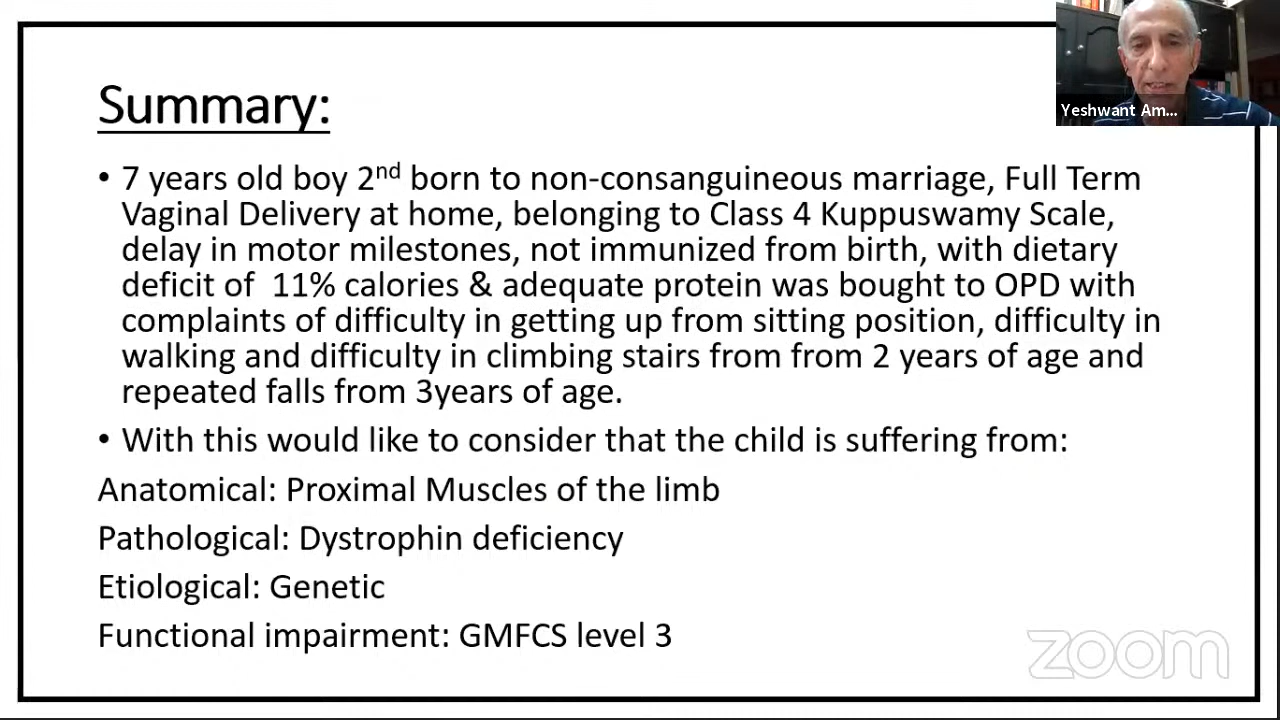 Summary:
Yeshwant Am...
• 7 years old boy 2nd born to non-consanguineous marriage, Full Term
Vaginal Delivery at home, belonging to Class 4 Kuppuswamy Scale,
delay in motor milestones, not immunized from birth, with dietary
deficit of  11% calories & adequate protein was bought to OPD with
complaints of difficulty in getting up from sitting position, difficulty in
walking and difficulty in climbing stairs from from 2 years of age and
repeated falls from 3years of age.
• With this would like to consider that the child is suffering from:
Anatomical: Proximal Muscles of the limb
Pathological: Dystrophin deficiency
Etiological: Genetic
Functional impairment: GMFCS level 3
zoom